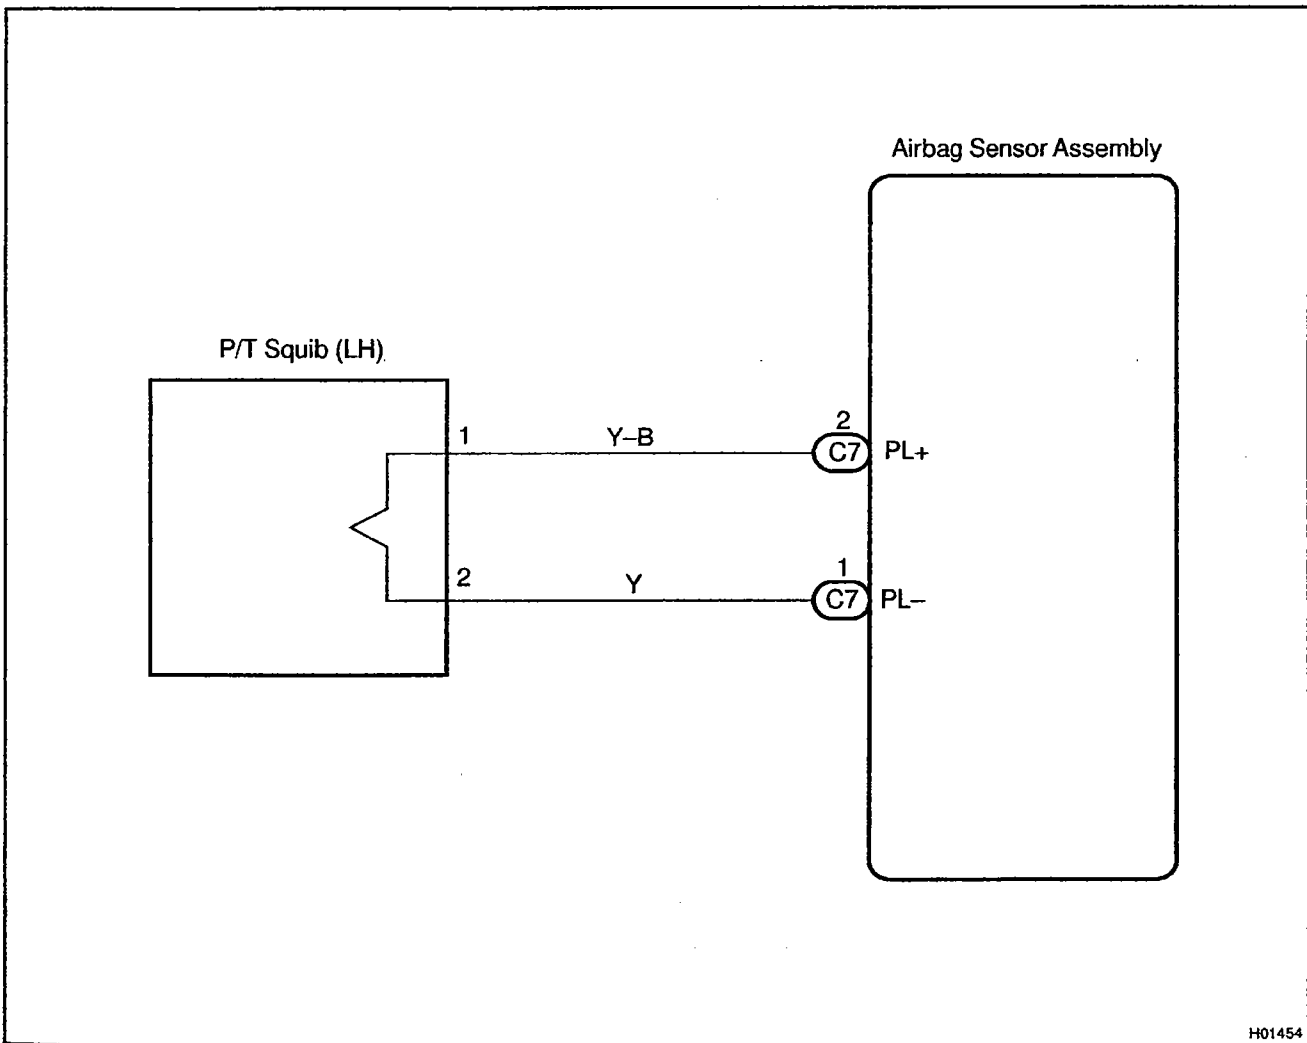 Airbag Sensor Assembly
P/T Squib (LH)
1
Y–B
2
C7
PL+
2
Y
1
C7
PL–
H01454